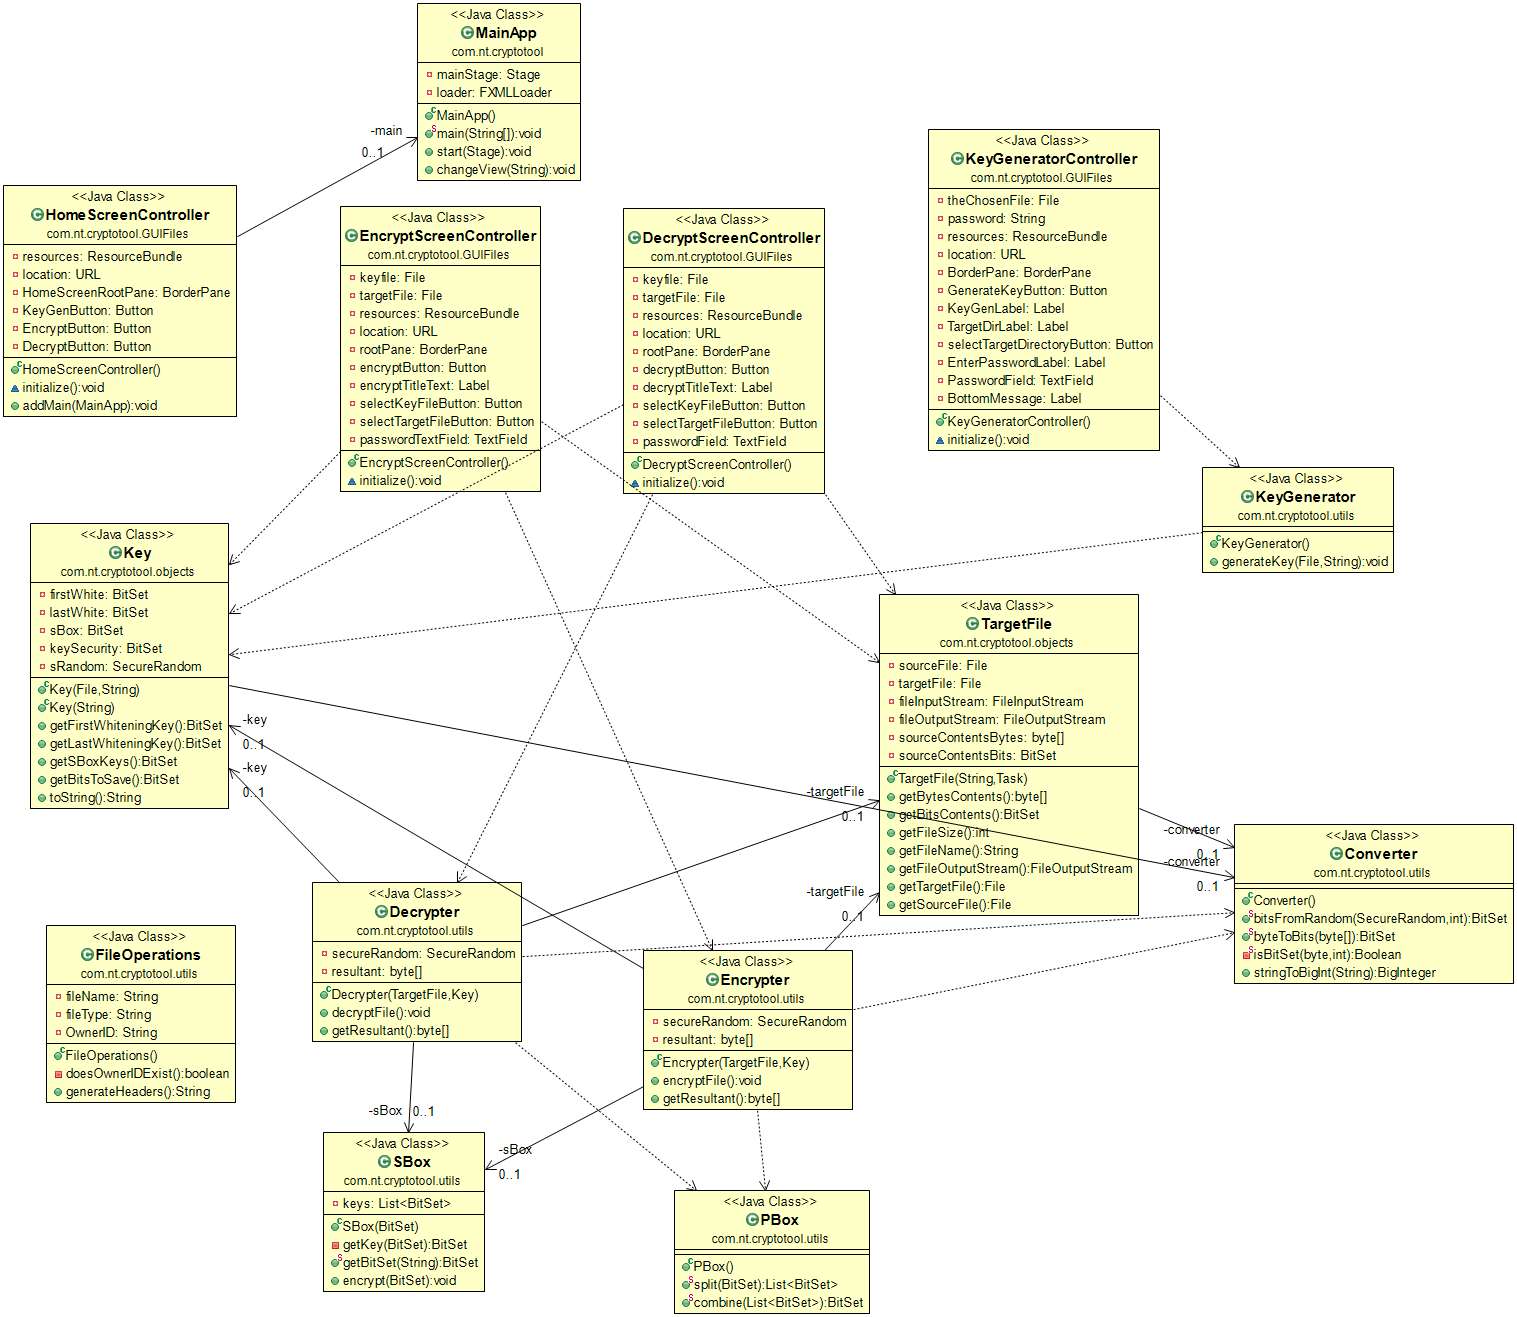 <<Java Class>>
MainApp
com.nt.cryptotool
mainStage: Stage
loader: FXMLLoader
MainApp()
main(String[]):void
start(Stage):void
changeView(String):void
-main
0..1
<<Java Class>>
HomeScreenController
com.nt.cryptotool.GUIFiles
resources: ResourceBundle
location: URL
HomeScreenRootPane: BorderPane
KeyGenButton: Button
EncryptButton: Button
DecryptButton: Button
HomeScreenController()
initialize():void
addMain(MainApp):void
<<Java Class>>
EncryptScreenController
com.nt.cryptotool.GUIFiles
keyfile: File
targetFile: File
resources: ResourceBundle
location: URL
rootPane: BorderPane
encryptButton: Button
encryptTitleText: Label
selectKeyFileButton: Button
selectTargetFileButton: Button
passwordTextField: TextField
EncryptScreenController()
initialize():void
<<Java Class>>
DecryptScreenController
com.nt.cryptotool.GUIFiles
keyfile: File
targetFile: File
resources: ResourceBundle
location: URL
rootPane: BorderPane
decryptButton: Button
decryptTitleText: Label
selectKeyFileButton: Button
selectTargetFileButton: Button
passwordField: TextField
DecryptScreenController()
initialize():void
<<Java Class>>
KeyGeneratorController
com.nt.cryptotool.GUIFiles
theChosenFile: File
password: String
resources: ResourceBundle
location: URL
BorderPane: BorderPane
GenerateKeyButton: Button
KeyGenLabel: Label
TargetDirLabel: Label
selectTargetDirectoryButton: Button
EnterPasswordLabel: Label
PasswordField: TextField
BottomMessage: Label
KeyGeneratorController()
initialize():void
<<Java Class>>
KeyGenerator
com.nt.cryptotool.utils
KeyGenerator()
generateKey(File,String):void
<<Java Class>>
Key
com.nt.cryptotool.objects
firstWhite: BitSet
lastWhite: BitSet
sBox: BitSet
keySecurity: BitSet
sRandom: SecureRandom
Key(File,String)
Key(String)
getFirstWhiteningKey():BitSet
getLastWhiteningKey():BitSet
getSBoxKeys():BitSet
getBitsToSave():BitSet
toString():String
-key
0..1
-key
0..1
<<Java Class>>
TargetFile
com.nt.cryptotool.objects
sourceFile: File
targetFile: File
fileInputStream: FileInputStream
fileOutputStream: FileOutputStream
sourceContentsBytes: byte[]
sourceContentsBits: BitSet
TargetFile(String,Task)
getBytesContents():byte[]
getBitsContents():BitSet
getFileSize():int
getFileName():String
getFileOutputStream():FileOutputStream
getTargetFile():File
getSourceFile():File
-targetFile
0..1
-targetFile
0..1
-converter
0..1
-converter
0..1
<<Java Class>>
Converter
com.nt.cryptotool.utils
Converter()
bitsFromRandom(SecureRandom,int):BitSet
byteToBits(byte[]):BitSet
isBitSet(byte,int):Boolean
stringToBigInt(String):BigInteger
<<Java Class>>
Decrypter
com.nt.cryptotool.utils
secureRandom: SecureRandom
resultant: byte[]
Decrypter(TargetFile,Key)
decryptFile():void
getResultant():byte[]
<<Java Class>>
FileOperations
com.nt.cryptotool.utils
fileName: String
fileType: String
OwnerID: String
FileOperations()
doesOwnerIDExist():boolean
generateHeaders():String
<<Java Class>>
Encrypter
com.nt.cryptotool.utils
secureRandom: SecureRandom
resultant: byte[]
Encrypter(TargetFile,Key)
encryptFile():void
getResultant():byte[]
-sBox
0..1
-sBox
0..1
<<Java Class>>
SBox
com.nt.cryptotool.utils
keys: List<BitSet>
SBox(BitSet)
getKey(BitSet):BitSet
getBitSet(String):BitSet
encrypt(BitSet):void
<<Java Class>>
PBox
com.nt.cryptotool.utils
PBox()
split(BitSet):List<BitSet>
combine(List<BitSet>):BitSet